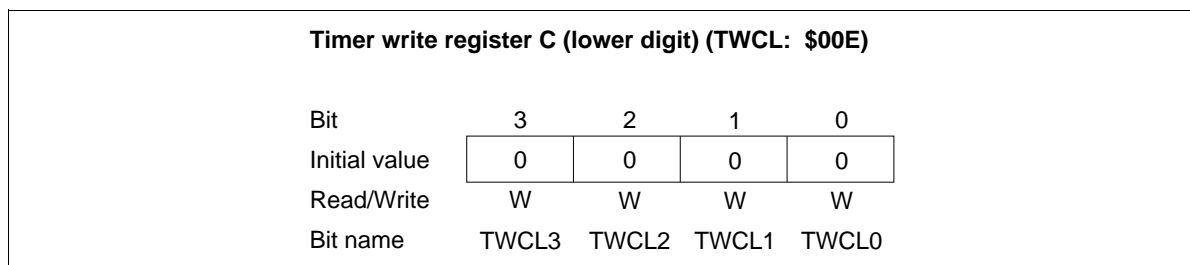 Timer write register C (lower digit) (TWCL: $00E)
Bit 3 2 1 0
Initial value 0 0 0 0
Read/Write W W W W
Bit name TWCL3 TWCL2 TWCL1 TWCL0